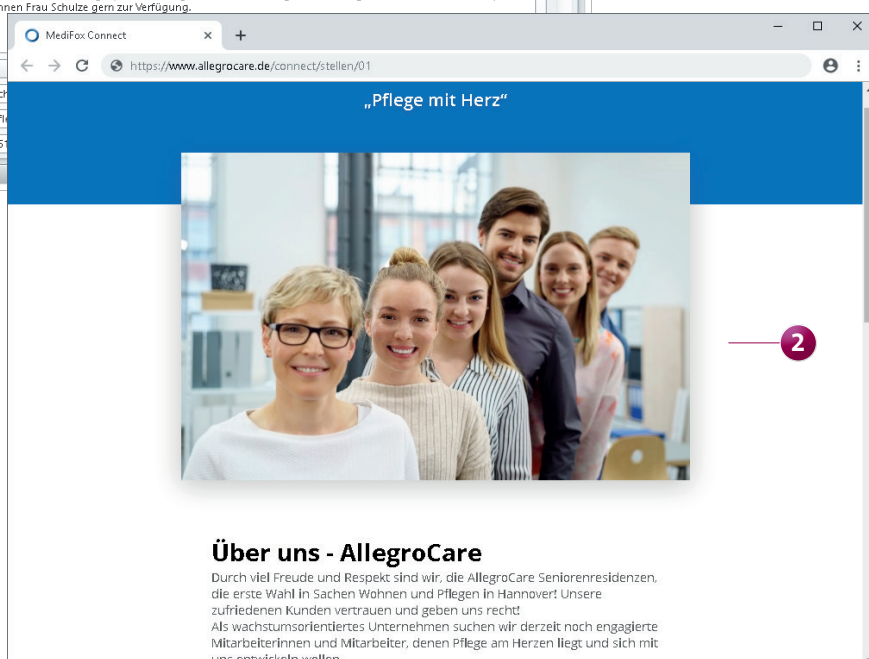 nnen Frau Schulze gern zur Verfügung.
MediFox Connect
https://www.allegrocare.de/connect/stellen/01
„Pflege mit Herz“
2
Über uns - AllegroCare
Durch viel Freude und Respekt sind wir, die AllegroCare Seniorenresidenzen,
die erste Wahl in Sachen Wohnen und Pflegen in Hannover! Unsere
zufriedenen Kunden vertrauen und geben uns recht!
Als wachstumsorientiertes Unternehmen suchen wir derzeit noch engagierte
Mitarbeiterinnen und Mitarbeiter, denen Pflege am Herzen liegt und sich mit
uns entwickeln wollen